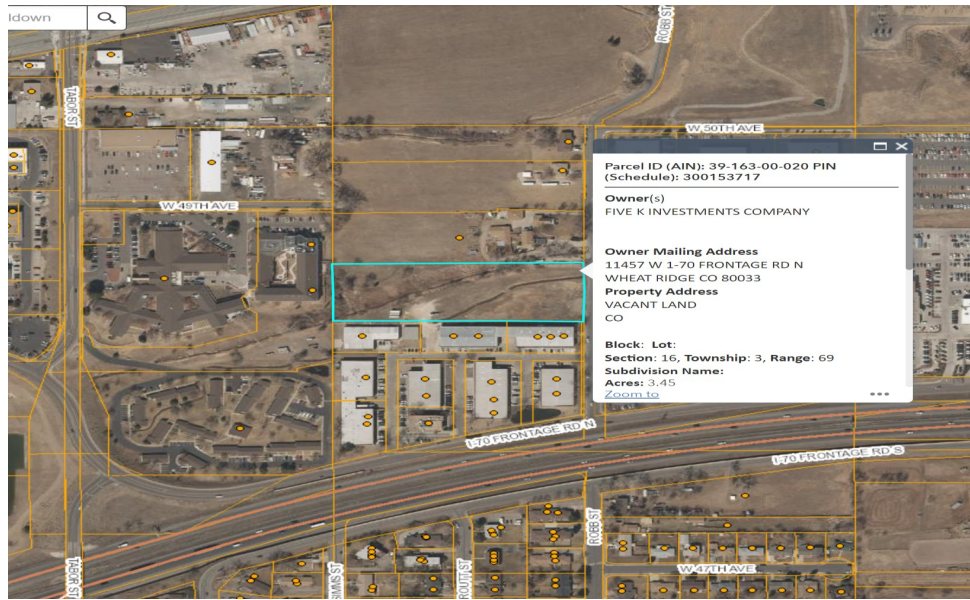 ldown
ROBB ST
TABOR ST
W 50TH AVE
W 49TH AVE
Parcel ID (AIN): 39-163-00-020 PIN
(Schedule): 300153717
Owner(s)
FIVE K INVESTMENTS COMPANY
Owner Mailing Address
11457 W 1-70 FRONTAGE RD N
WHEAT RIDGE CO 80033
Property Address
VACANT LAND
CO
Block: Lot:
Section: 16, Township: 3, Range: 69
Subdivision Name:
Acres: 3.45
Zoom to
I-70 FRONTAGE RD N
I-70 FRONTAGE RD S
ROBB ST
W 47TH AVE
TABOR ST
SIMMS ST
ROUTT ST